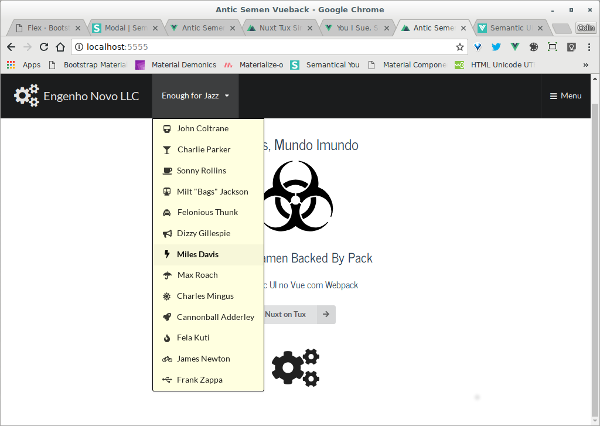 Antic Semen Vueback - Google Chrome
Flex - Boots
Modal | Sem
Antic Semen
Nuxt Tux Sl
You I Sue, S
Antic Semen
Semantic U
localhost:5555
Apps
Bootstrap Materia
Material Demonics
Materialize-o
Semantical You
Material Compone
HTML Unicode UT
»
Engenho Novo LLC
Enough for Jazz
Menu
John Coltrane
Charlie Parker
Sonny Rollins
Milt "Bags" Jackson
Felonious Thunk
Dizzy Gillespie
Miles Davis
Max Roach
Charles Mingus
Cannonball Adderley
Fela Kuti
James Newton
Frank Zappa
s, Mundo Imundo
amen Backed By Pack
c UI no Vue.com Webpack
Nuxt on Tux